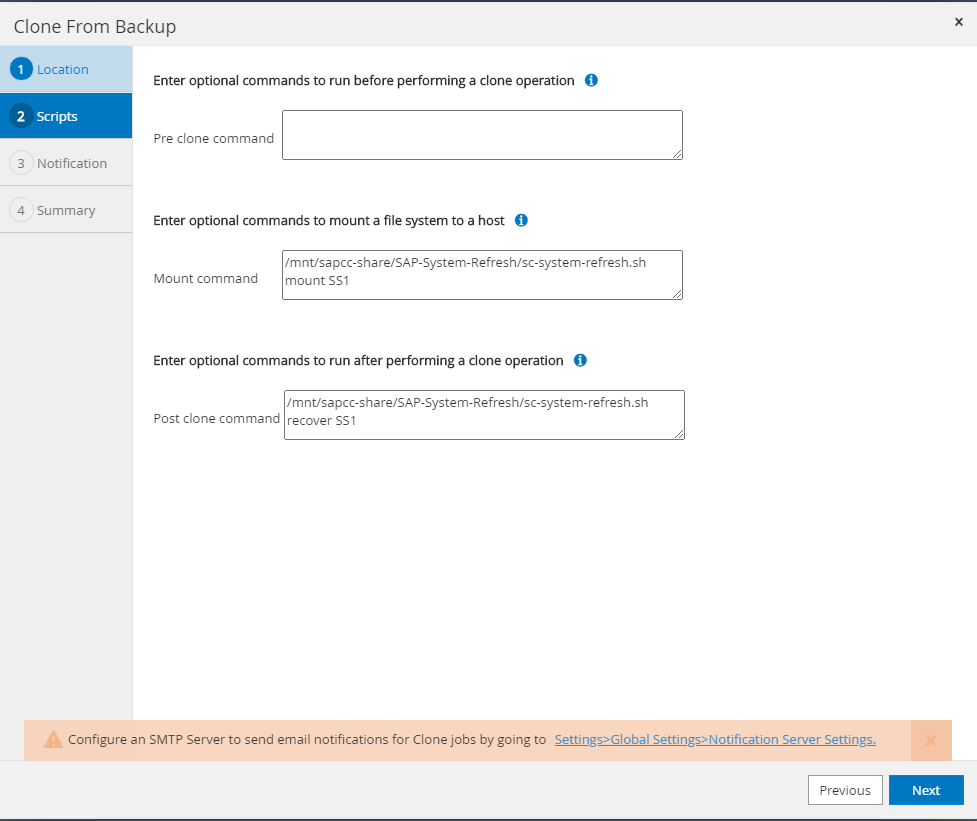 Clone From Backup
×
1 Location
2 Scripts
3 Notification
4 Summary
Enter optional commands to run before performing a clone operation i
Pre clone command
Enter optional commands to mount a file system to a host i
Mount command
/mnt/sapcc-share/SAP-System-Refresh/sc-system-refresh.sh
mount SS1
Enter optional commands to run after performing a clone operation i
Post clone command
/mnt/sapcc-share/SAP-System-Refresh/sc-system-refresh.sh
recover SS1
Configure an SMTP Server to send email notifications for Clone jobs by going to Settings>Global Settings>Notification Server Settings. ×
Previous
Next